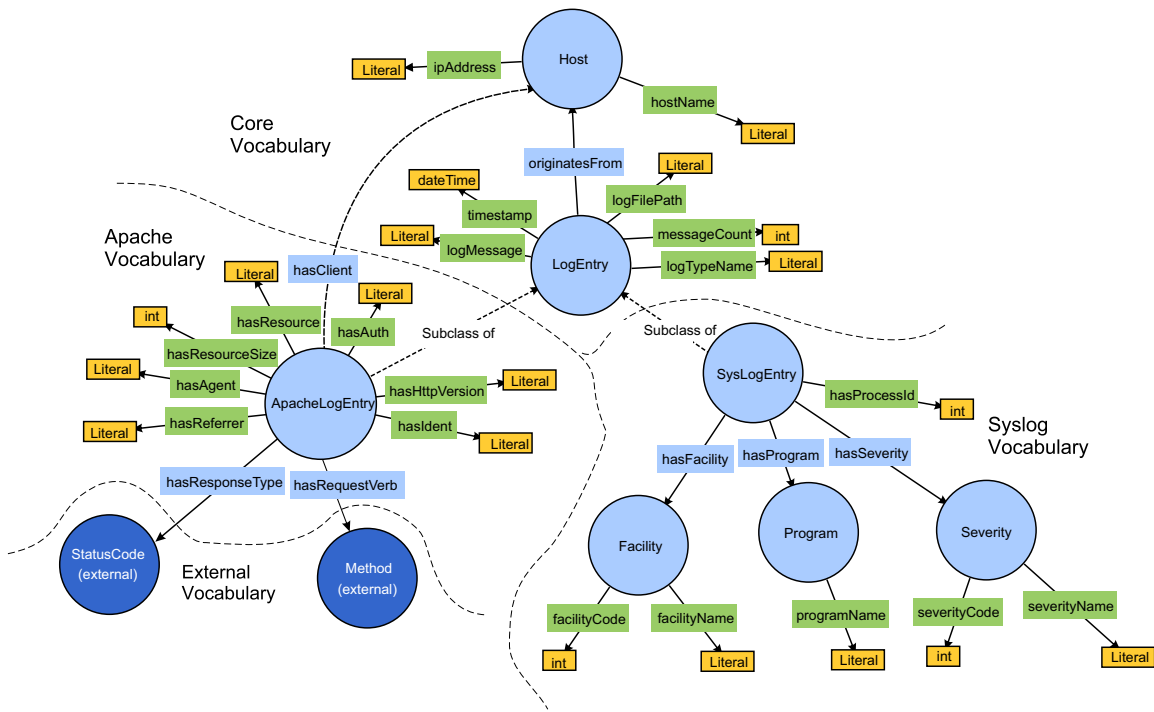 Host
ipAddress
Literal
hostName
Literal
Core
Vocabulary
originatesFrom
dateTime
timestamp
Literal
logFilePath
Literal
logMessage
messageCount
int
LogEntry
logTypeName
Literal
Apache
Vocabulary
hasClient
Literal
hasResource
Literal
hasAuth
int
hasResourceSize
Subclass of
Subclass of
Literal
hasAgent
ApacheLogEntry
hasHttpVersion
Literal
Literal
hasReferrer
hasIdent
Literal
SysLogEntry
hasProcessId
int
Syslog
Vocabulary
hasResponseType
hasRequestVerb
hasFacility
hasProgram
hasSeverity
StatusCode
(external)
External
Vocabulary
Method
(external)
Facility
Program
Severity
facilityCode
facilityName
programName
severityCode
severityName
int
Literal
Literal
int
Literal